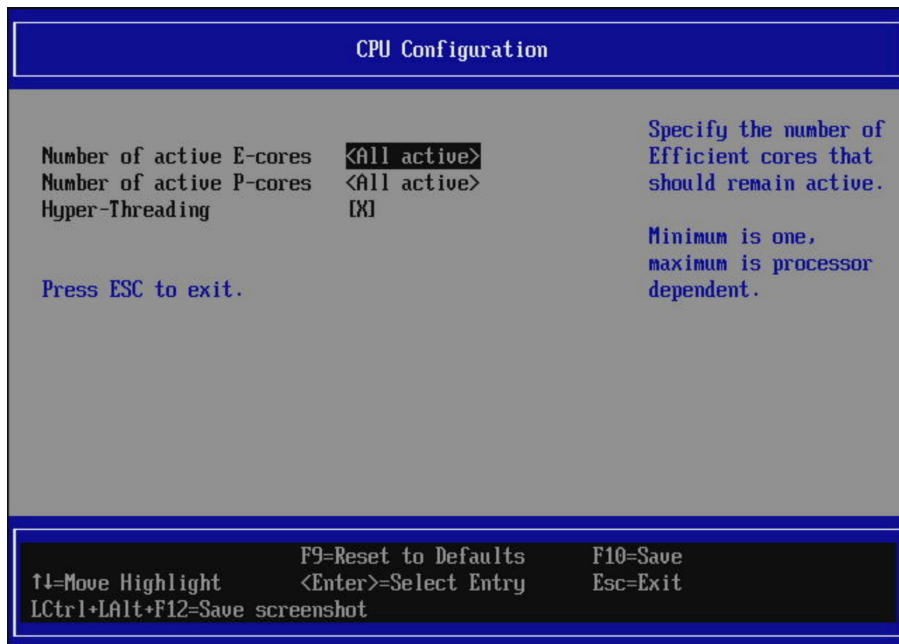 CPU Configuration
Number of active E-cores <All active>
Number of active P-cores <All active>
Hyper-Threading [X]
Press ESC to exit.
Specify the number of
Efficient cores that
should remain active.
Minimum is one,
maximum is processor
dependent.
F9=Reset to Defaults F10=Save
↑↓=Move Highlight <Enter>=Select Entry Esc=Exit
LCtrl+LAlt+F12=Save screenshot